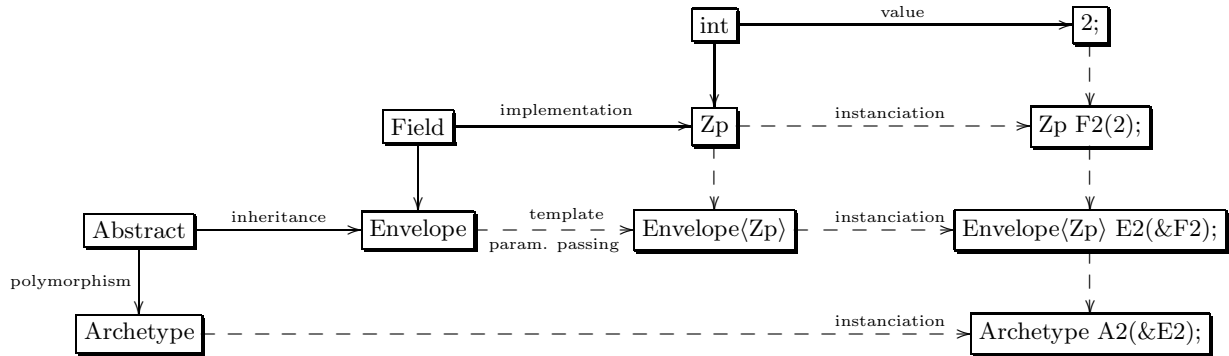 int
value
2;
Field
implementation
Zp
instanciation
Zp F2(2);
Abstract
inheritance
Envelope
template
param. passing
Envelope⟨Zp⟩
instanciation
Envelope⟨Zp⟩ E2(&F2);
polymorphism
Archetype
instanciation
Archetype A2(&E2);